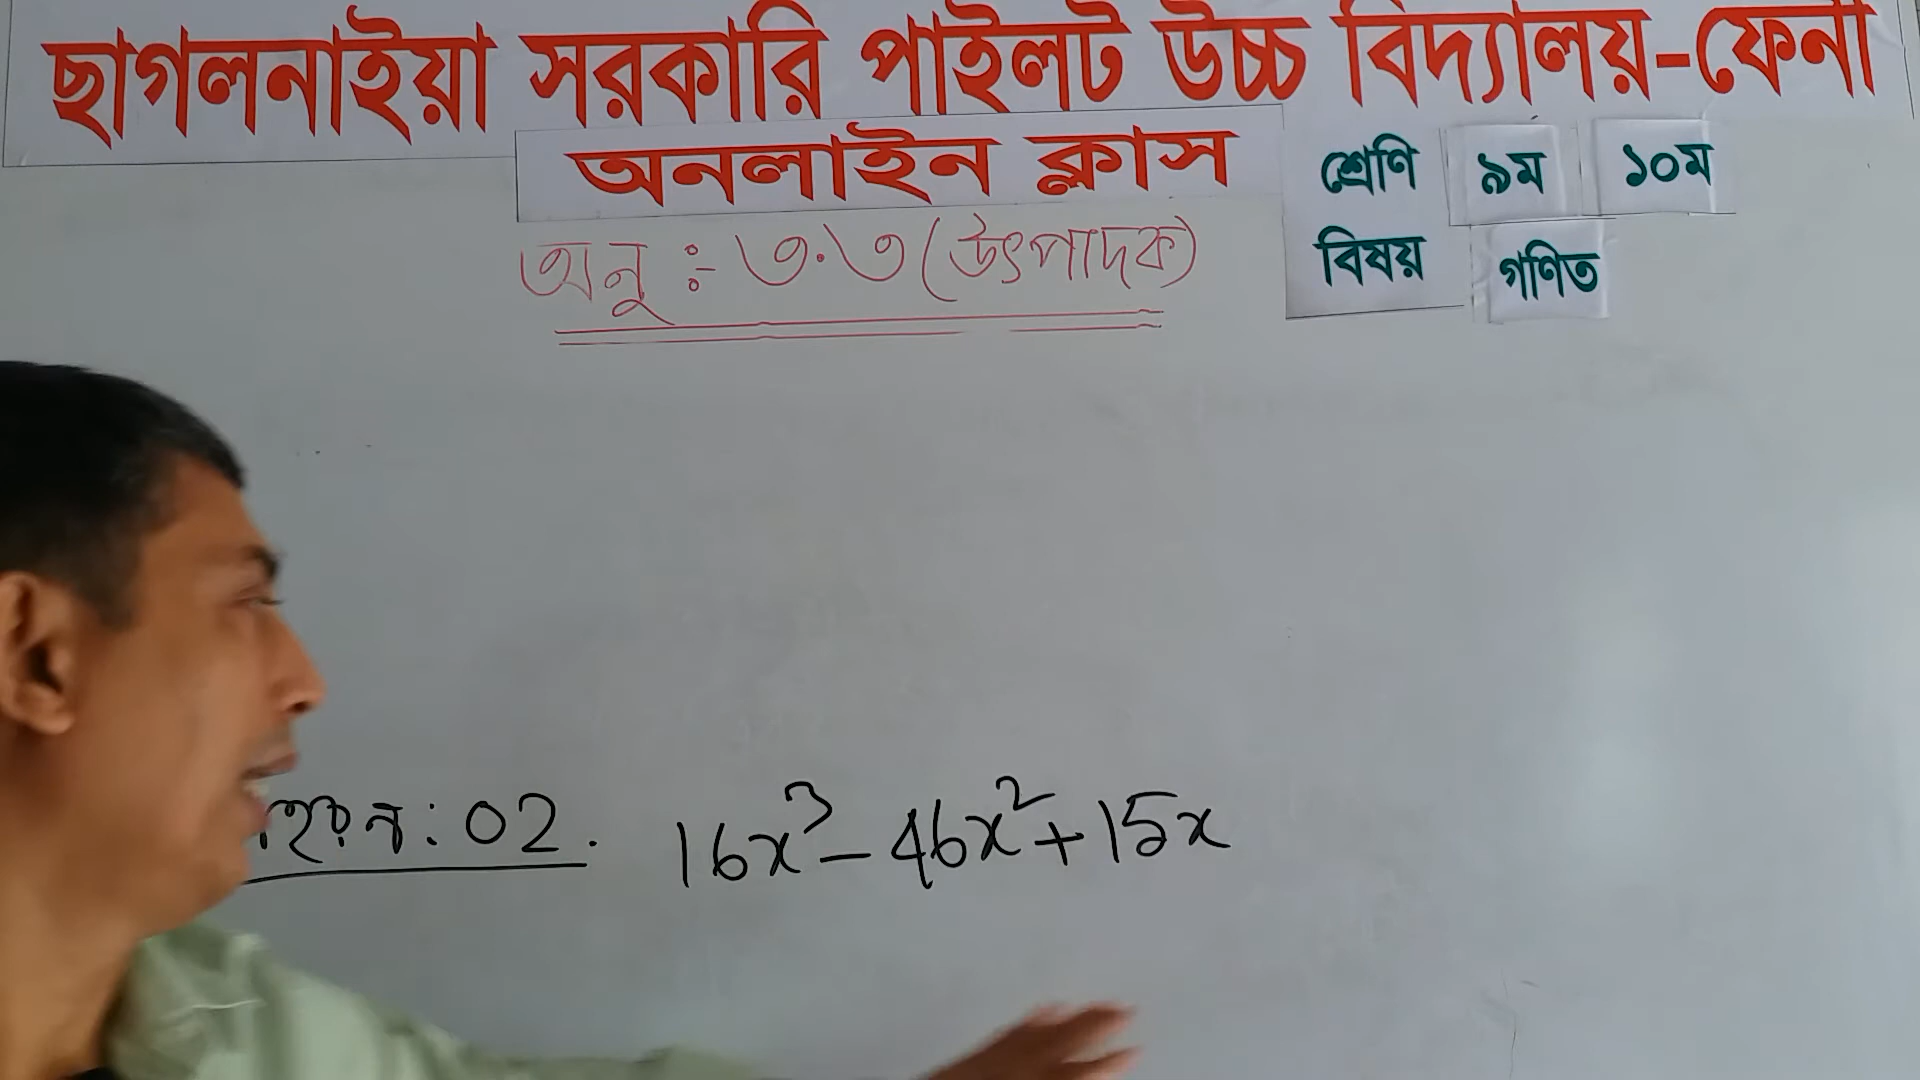 ছাগলনাইয়া সরকারি পাইলট উচ্চ বিদ্যালয়-ফেনী
অনলাইন ক্লাস
শ্রেণি ৯ম ১০ম
অনু :- ৩.৩ (উৎপাদক)
বিষয় গণিত
: 02. 16x³ - 46x² + 15x